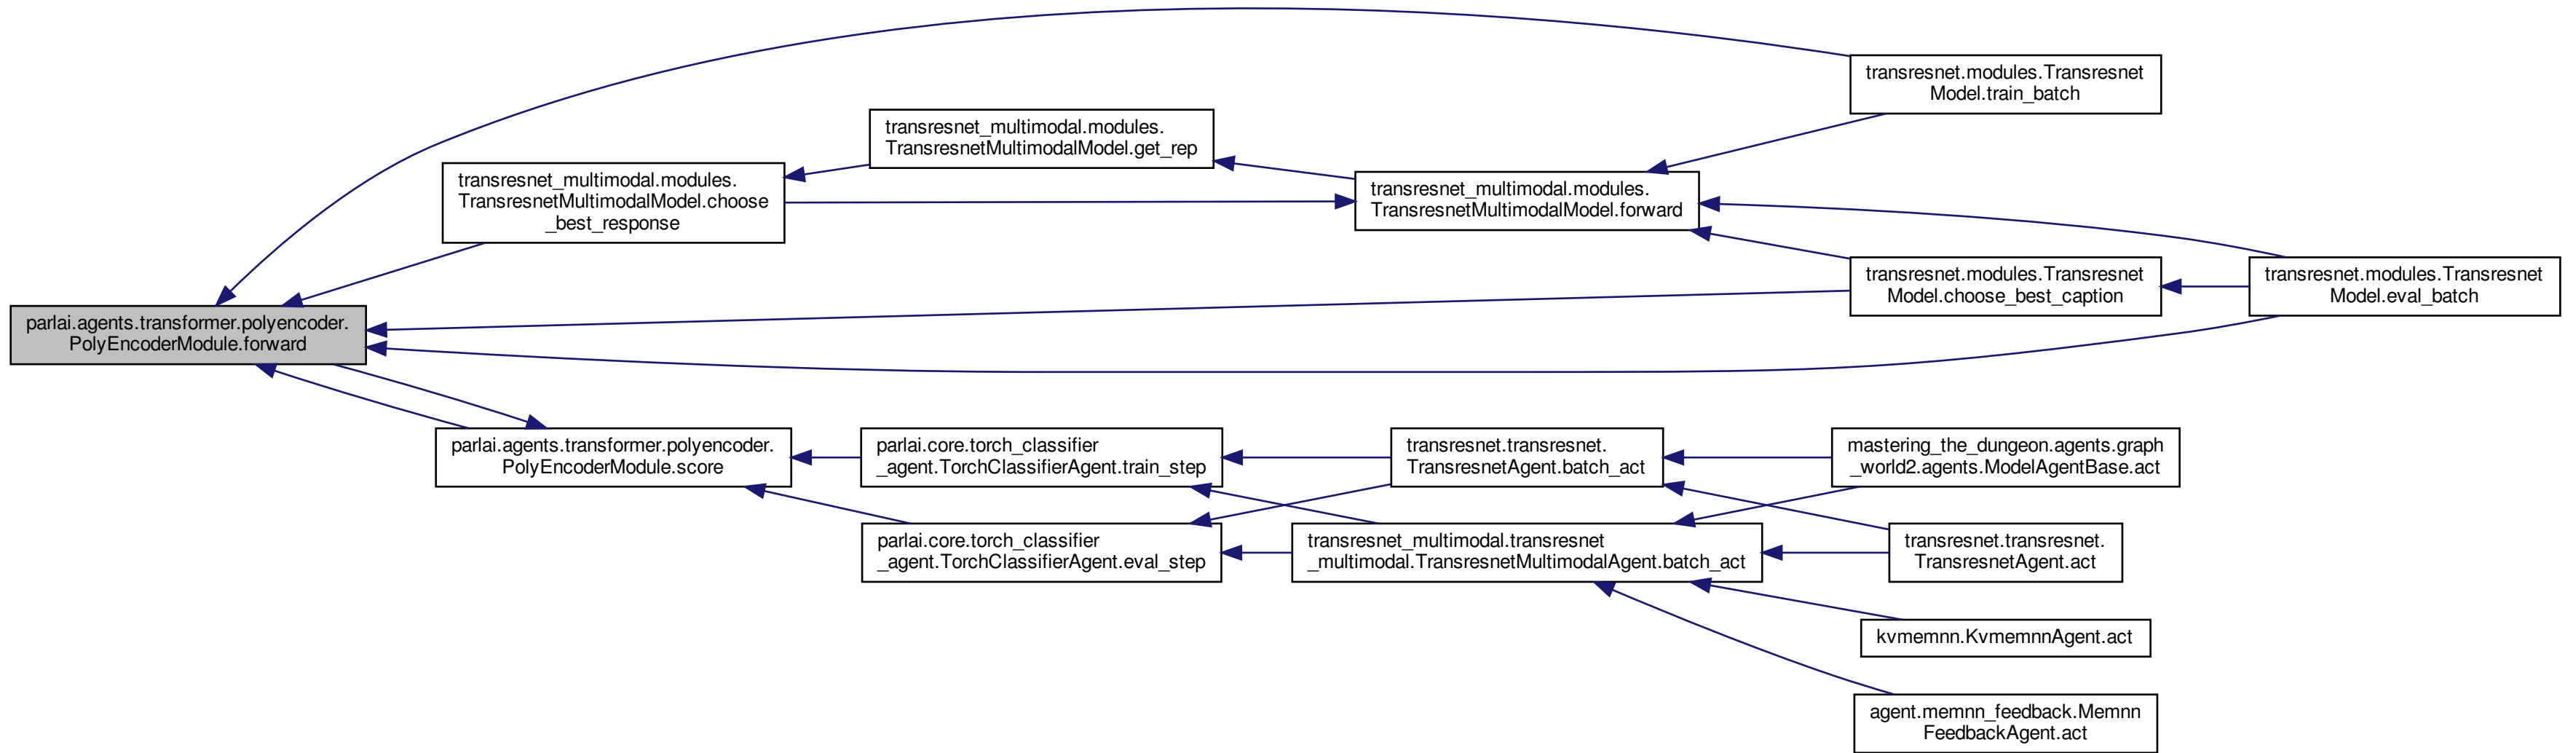 parlai.agents.transformer.polyencoder.
PolyEncoderModule.forward
transresnet_multimodal.modules.
TransresnetMultimodalModel.choose
_best_response
transresnet_multimodal.modules.
TransresnetMultimodalModel.get_rep
transresnet_multimodal.modules.
TransresnetMultimodalModel.forward
transresnet.modules.Transresnet
Model.train_batch
transresnet.modules.Transresnet
Model.choose_best_caption
transresnet.modules.Transresnet
Model.eval_batch
parlai.agents.transformer.polyencoder.
PolyEncoderModule.score
parlai.core.torch_classifier
_agent.TorchClassifierAgent.train_step
parlai.core.torch_classifier
_agent.TorchClassifierAgent.eval_step
transresnet.transresnet.
TransresnetAgent.batch_act
transresnet_multimodal.transresnet
_multimodal.TransresnetMultimodalAgent.batch_act
mastering_the_dungeon.agents.graph
_world2.agents.ModelAgentBase.act
transresnet.transresnet.
TransresnetAgent.act
kvmemnn.KvmemnnAgent.act
agent.memnn_feedback.Memnn
FeedbackAgent.act